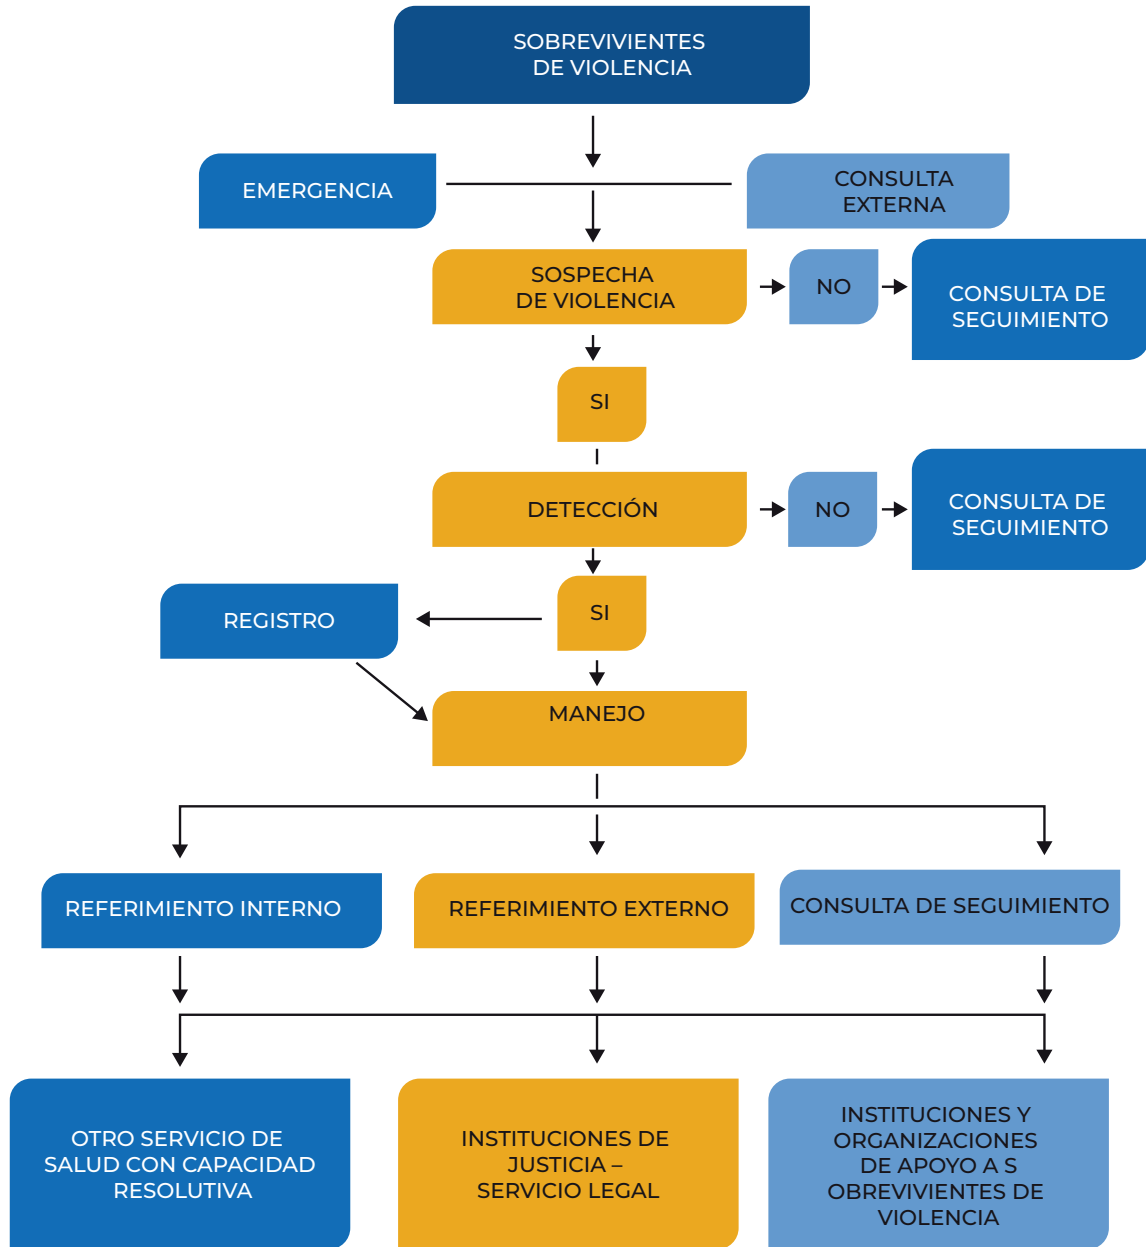 SOBREVIVIENTES
DE VIOLENCIA
EMERGENCIA
CONSULTA
EXTERNA
SOSPECHA
DE VIOLENCIA
NO
CONSULTA DE
SEGUIMIENTO
SI
DETECCIÓN
NO
CONSULTA DE
SEGUIMIENTO
SI
REGISTRO
MANEJO
REFERIMIENTO INTERNO
REFERIMIENTO EXTERNO
CONSULTA DE SEGUIMIENTO
OTRO SERVICIO DE
SALUD CON CAPACIDAD
RESOLUTIVA
INSTITUCIONES DE
JUSTICIA –
SERVICIO LEGAL
INSTITUCIONES Y
ORGANIZACIONES
DE APOYO A S
OBREVIVIENTES DE
VIOLENCIA